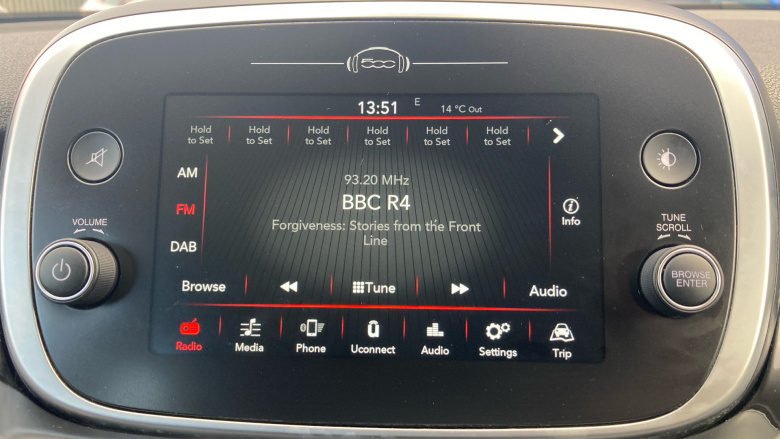 500
13:51 E 14 °C Out
Hold to Set
Hold to Set
Hold to Set
Hold to Set
Hold to Set
Hold to Set
AM
FM
DAB
93.20 MHz
BBC R4
Forgiveness: Stories from the Front
Line
Info
VOLUME
TUNE
SCROLL
BROWSE
ENTER
Browse Tune Audio
Radio Media Phone Uconnect Audio Settings Trip